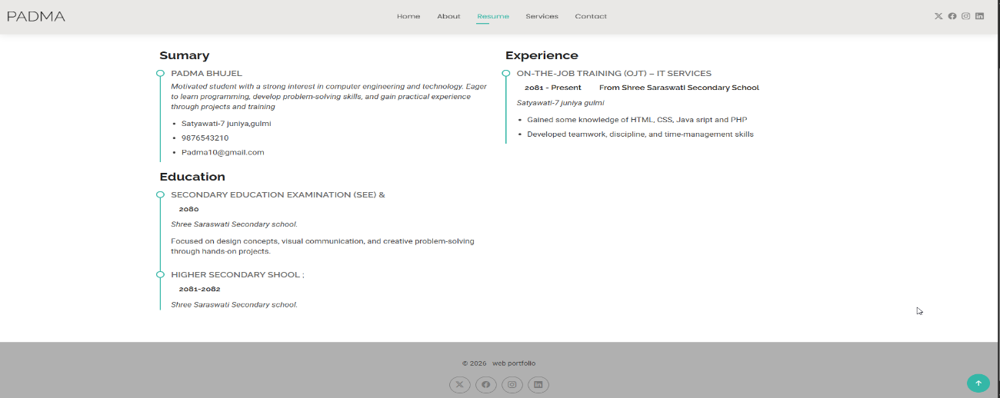 PADMA
Home About Resume Services Contact
Sumary
PADMA BHUJEL
Motivated student with a strong interest in computer engineering and technology. Eager
to learn programming, develop problem-solving skills, and gain practical experience
through projects and training
• Satyawati-7 juniya,gulmi
• 9876543210
• Padma10@gmail.com
Education
SECONDARY EDUCATION EXAMINATION (SEE) &
2080
Shree Saraswati Secondary school.
Focused on design concepts, visual communication, and creative problem-solving
through hands-on projects.
HIGHER SECONDARY SHOOL ;
2081-2082
Shree Saraswati Secondary school.
Experience
ON-THE-JOB TRAINING (OJT) – IT SERVICES
2081 - Present From Shree Saraswati Secondary School
Satyawati-7 juniya gulmi
• Gained some knowledge of HTML, CSS, Java sript and PHP
• Developed teamwork, discipline, and time-management skills
© 2026 web portfolio